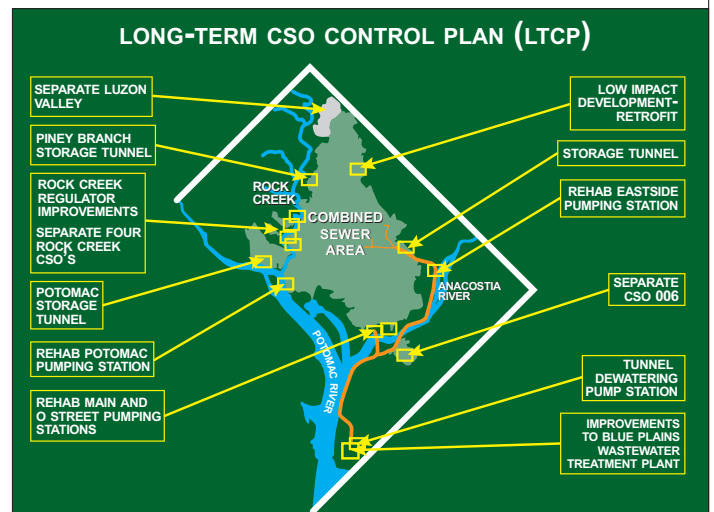 LONG-TERM CSO CONTROL PLAN (LTCP)
SEPARATE LUZON
VALLEY
PINEY BRANCH
STORAGE TUNNEL
ROCK CREEK
REGULATOR
IMPROVEMENTS
SEPARATE FOUR
ROCK CREEK
CSO'S
POTOMAC
STORAGE
TUNNEL
REHAB POTOMAC
PUMPING STATION
REHAB MAIN AND
O STREET PUMPING
STATIONS
ROCK
CREEK
COMBINED
SEWER
AREA
ANACOSTIA
RIVER
POTOMAC RIVER
LOW IMPACT
DEVELOPMENT-
RETROFIT
STORAGE TUNNEL
REHAB EASTSIDE
PUMPING STATION
SEPARATE
CSO 006
TUNNEL
DEWATERING
PUMP STATION
IMPROVEMENTS
TO BLUE PLAINS
WASTEWATER
TREATMENT PLANT